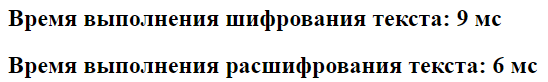 Время выполнения шифрования текста: 9 мс
Время выполнения расшифрования текста: 6 мс